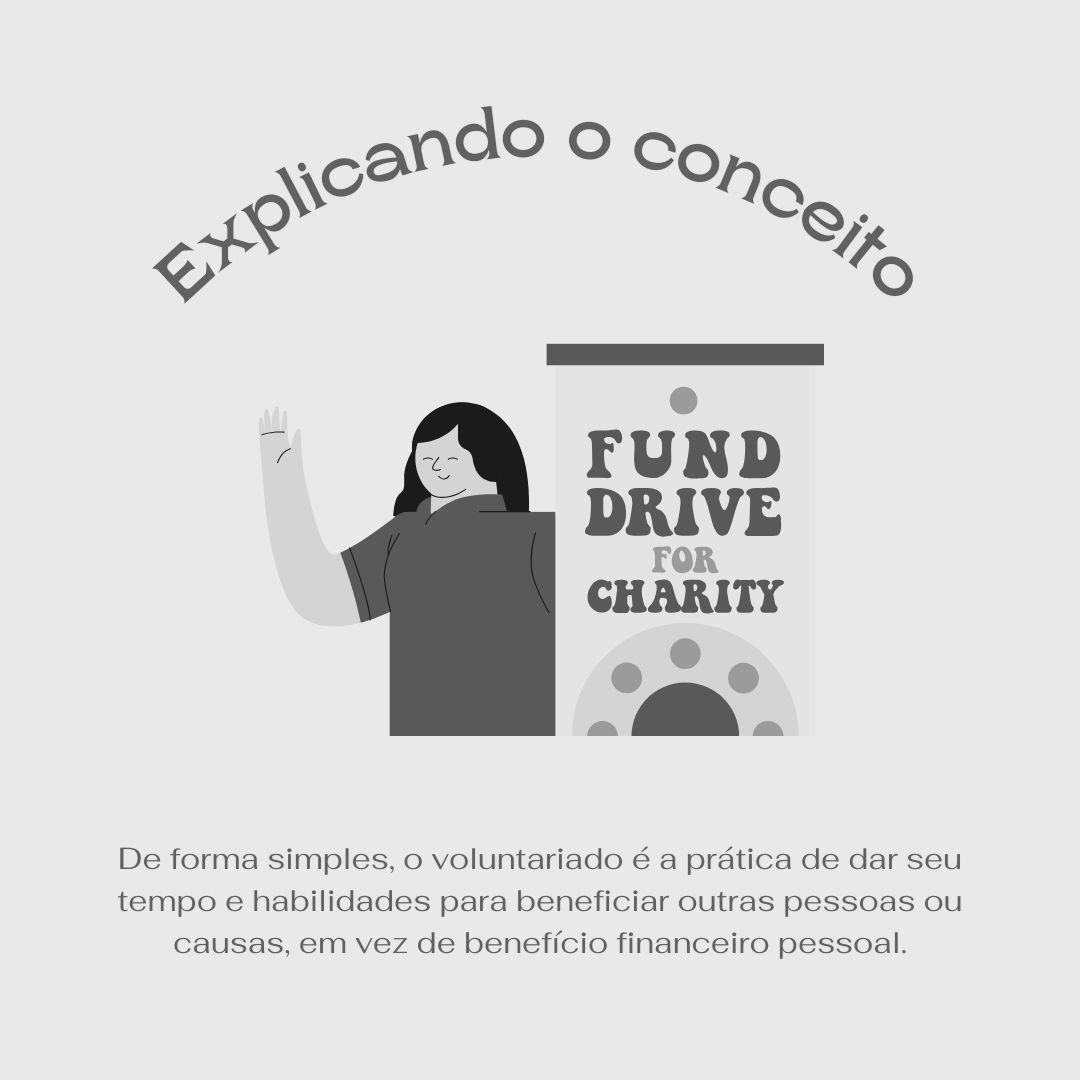 Explicando o conceito
FUND
DRIVE
FOR
CHARITY
De forma simples, o voluntariado é a prática de dar seu
tempo e habilidades para beneficiar outras pessoas ou
causas, em vez de benefício financeiro pessoal.